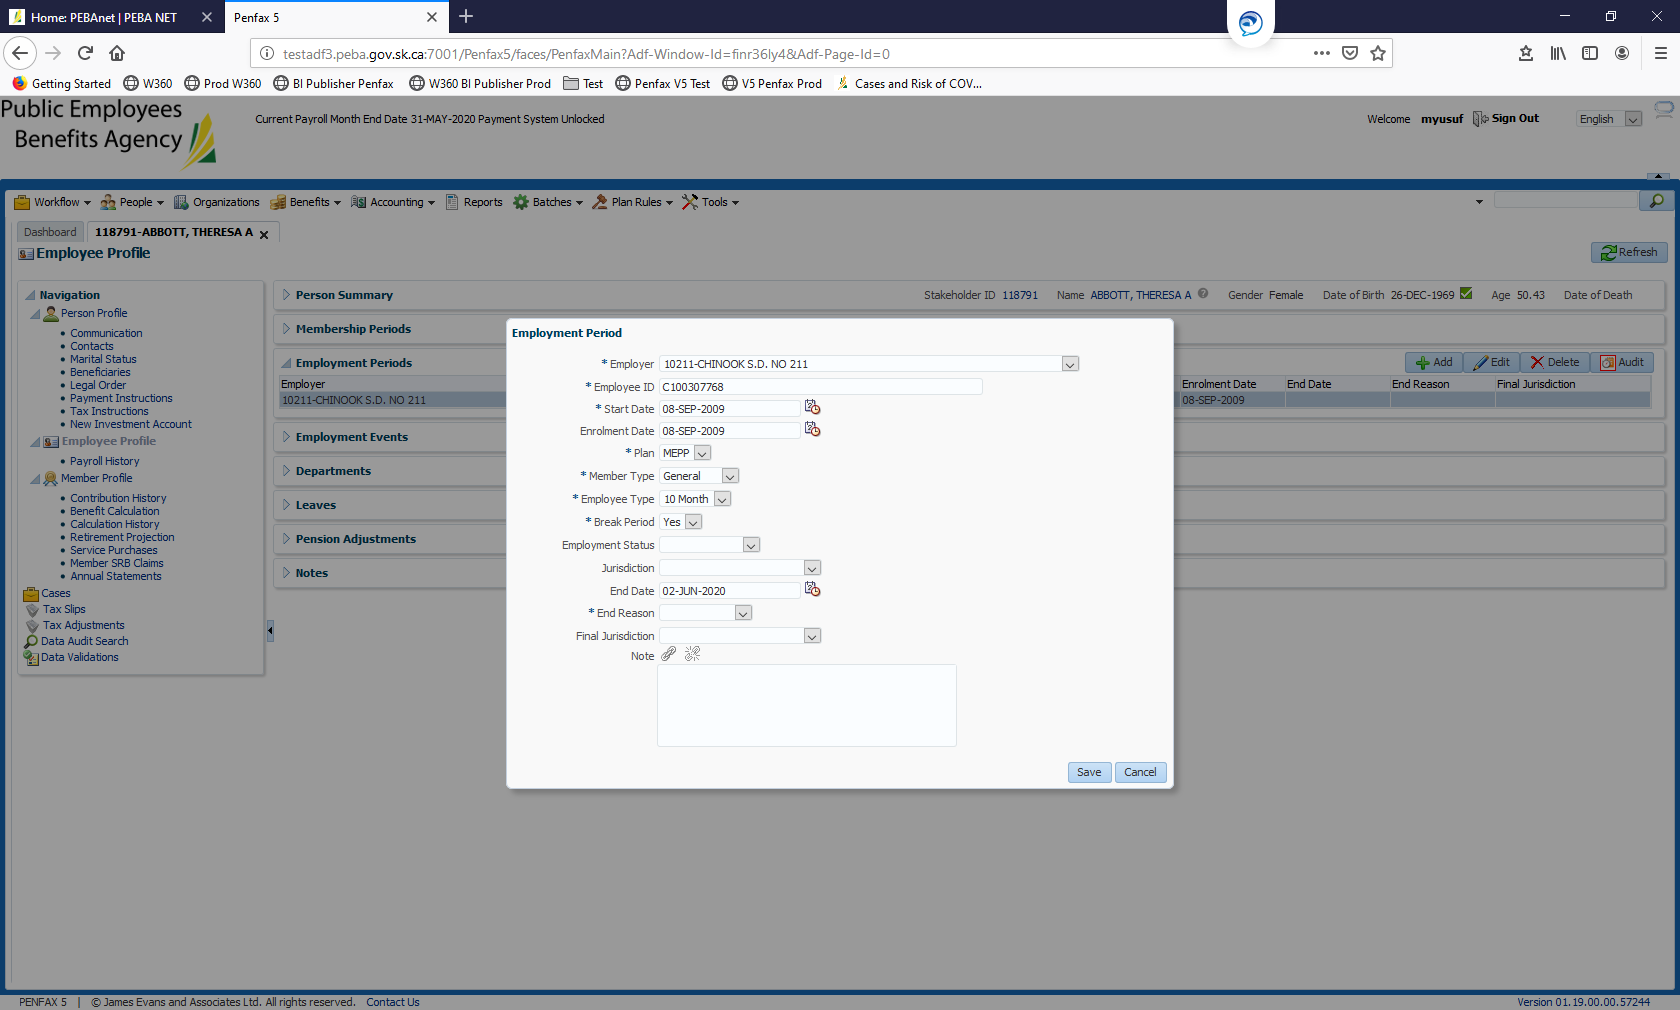 Home: PEBAnet | PEBA NET
Penfax 5
testadf3.peba.gov.sk.ca:7001/Penfax5/faces/PenfaxMain?Adf-Window-Id=finr36ly4&Adf-Page-Id=0
Getting Started W360 Prod W360 BI Publisher Penfax W360 BI Publisher Prod Test Penfax V5 Test V5 Penfax Prod Cases and Risk of COV...
Public Employees
Benefits Agency
Current Payroll Month End Date 31-MAY-2020 Payment System Unlocked
Welcome myusuf Sign Out English
Workflow People Organizations Benefits Accounting Reports Batches Plan Rules Tools
Dashboard 118791-ABBOTT, THERESA A
Employee Profile
Refresh
Navigation
Person Profile
Communication
Contacts
Marital Status
Beneficiaries
Legal Order
Payment Instructions
Tax Instructions
New Investment Account
Employee Profile
Payroll History
Member Profile
Contribution History
Benefit Calculation
Calculation History
Retirement Projection
Service Purchases
Member SRB Claims
Annual Statements
Cases
Tax Slips
Tax Adjustments
Data Audit Search
Data Validations
Person Summary
Stakeholder ID 118791 Name ABBOTT, THERESA A Gender Female Date of Birth 26-DEC-1969 Age 50.43 Date of Death
Membership Periods
Employment Periods
Add Edit Delete Audit
Employer Enrolment Date End Date End Reason Final Jurisdiction
10211-CHINOOK S.D. NO 211 08-SEP-2009
Employment Events
Departments
Leaves
Pension Adjustments
Notes
Employment Period
* Employer 10211-CHINOOK S.D. NO 211
* Employee ID C100307768
* Start Date 08-SEP-2009
Enrolment Date 08-SEP-2009
* Plan MEPP
* Member Type General
* Employee Type 10 Month
* Break Period Yes
Employment Status
Jurisdiction
End Date 02-JUN-2020
* End Reason
Final Jurisdiction
Note
Save Cancel
PENFAX 5 | © James Evans and Associates Ltd. All rights reserved. Contact Us
Version 01.19.00.00.57244